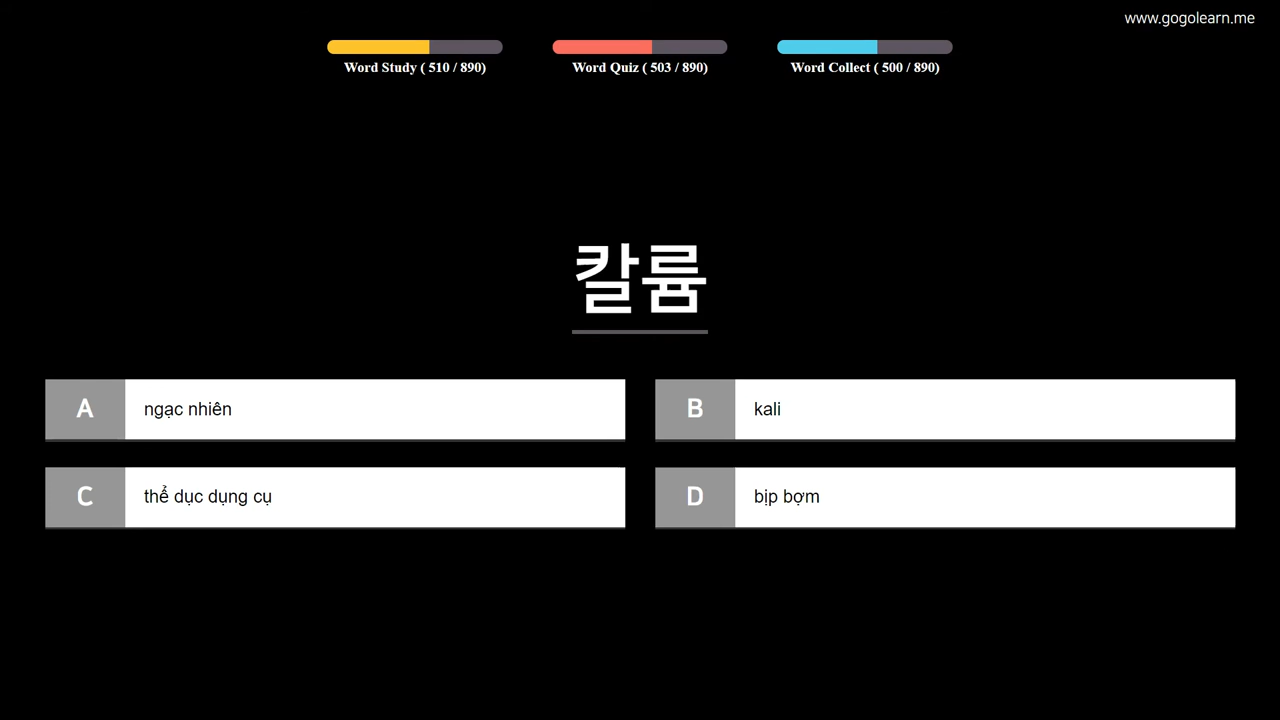 www.gogolearn.me
Word Study ( 510 / 890)
Word Quiz ( 503 / 890)
Word Collect ( 500 / 890)
칼륨
A ngạc nhiên
B kali
C thể dục dụng cụ
D bịp bợm